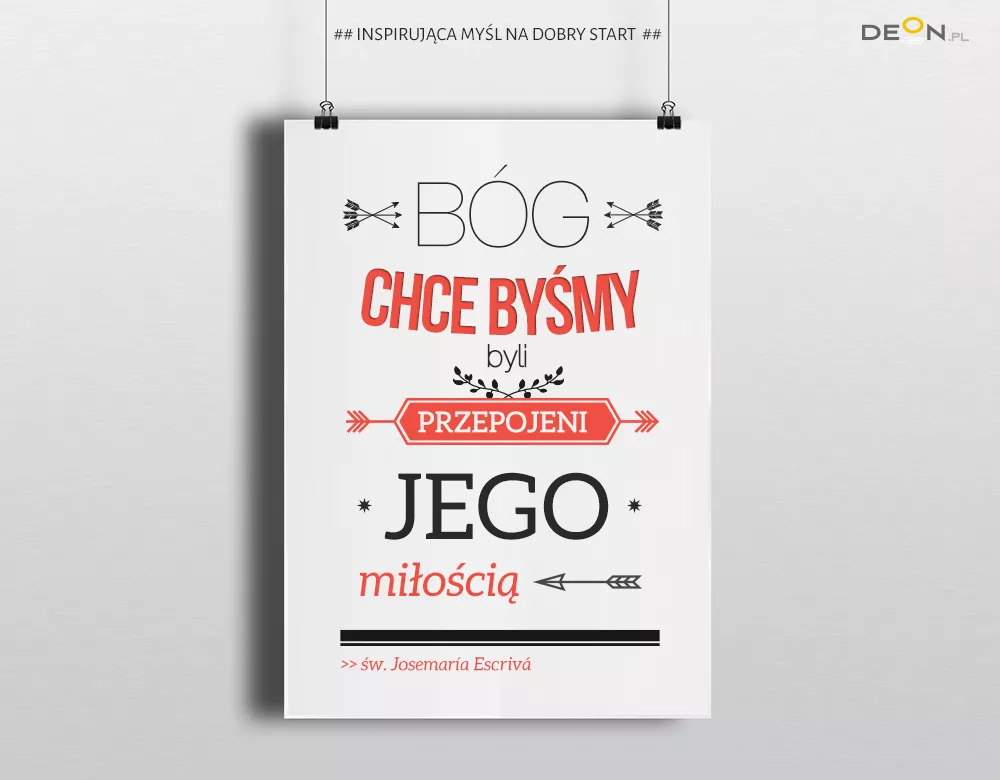 ## INSPIRUJĄCA MYŚL NA DOBRY START ##
DEON.PL
BÓG
CHCE BYŚMY
byli
PRZEPOJENI
JEGO
miłością
>> św. Josemaría Escrivá